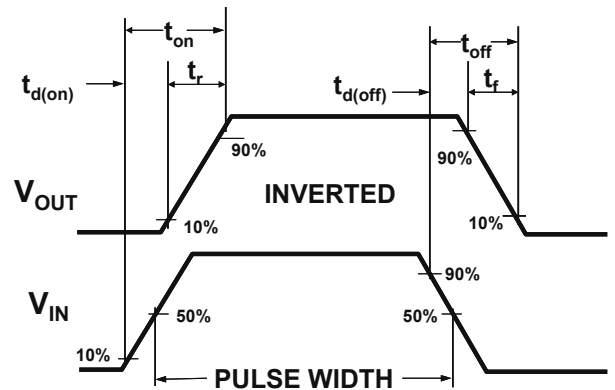 t_on
t_off
t_d(on)
t_r
t_d(off)
t_f
90%
90%
V_OUT
INVERTED
10%
10%
90%
V_IN
50%
50%
10%
PULSE WIDTH